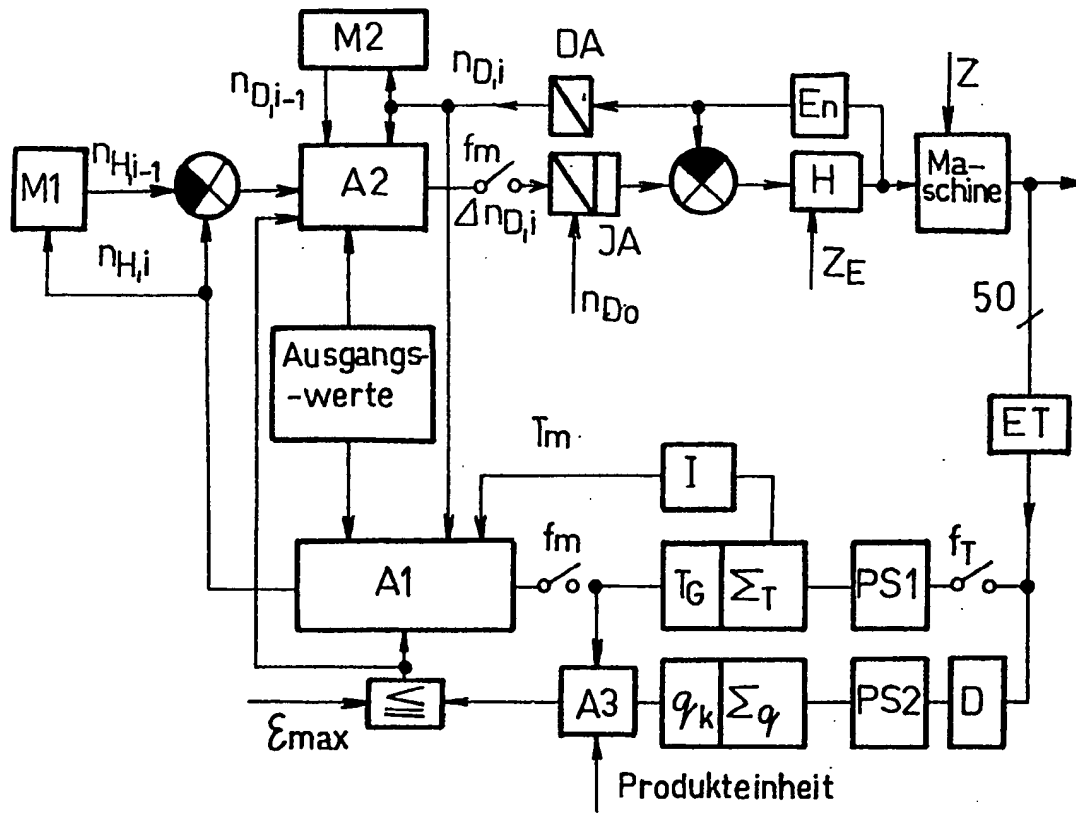 M2
DA
n_D,i-1
n_D,i
En
Z
M1
n_H,i-1
A2
fm
H
Ma-
schine
Δn_D,i
JA
n_H,i
Z_E
n_Do
50
Ausgangs-
-werte
ET
Tm
I
fm
f_T
A1
T_G
Σ_T
PS1
≦
A3
q_k
Σ_q
PS2
D
εmax
Produkteinheit